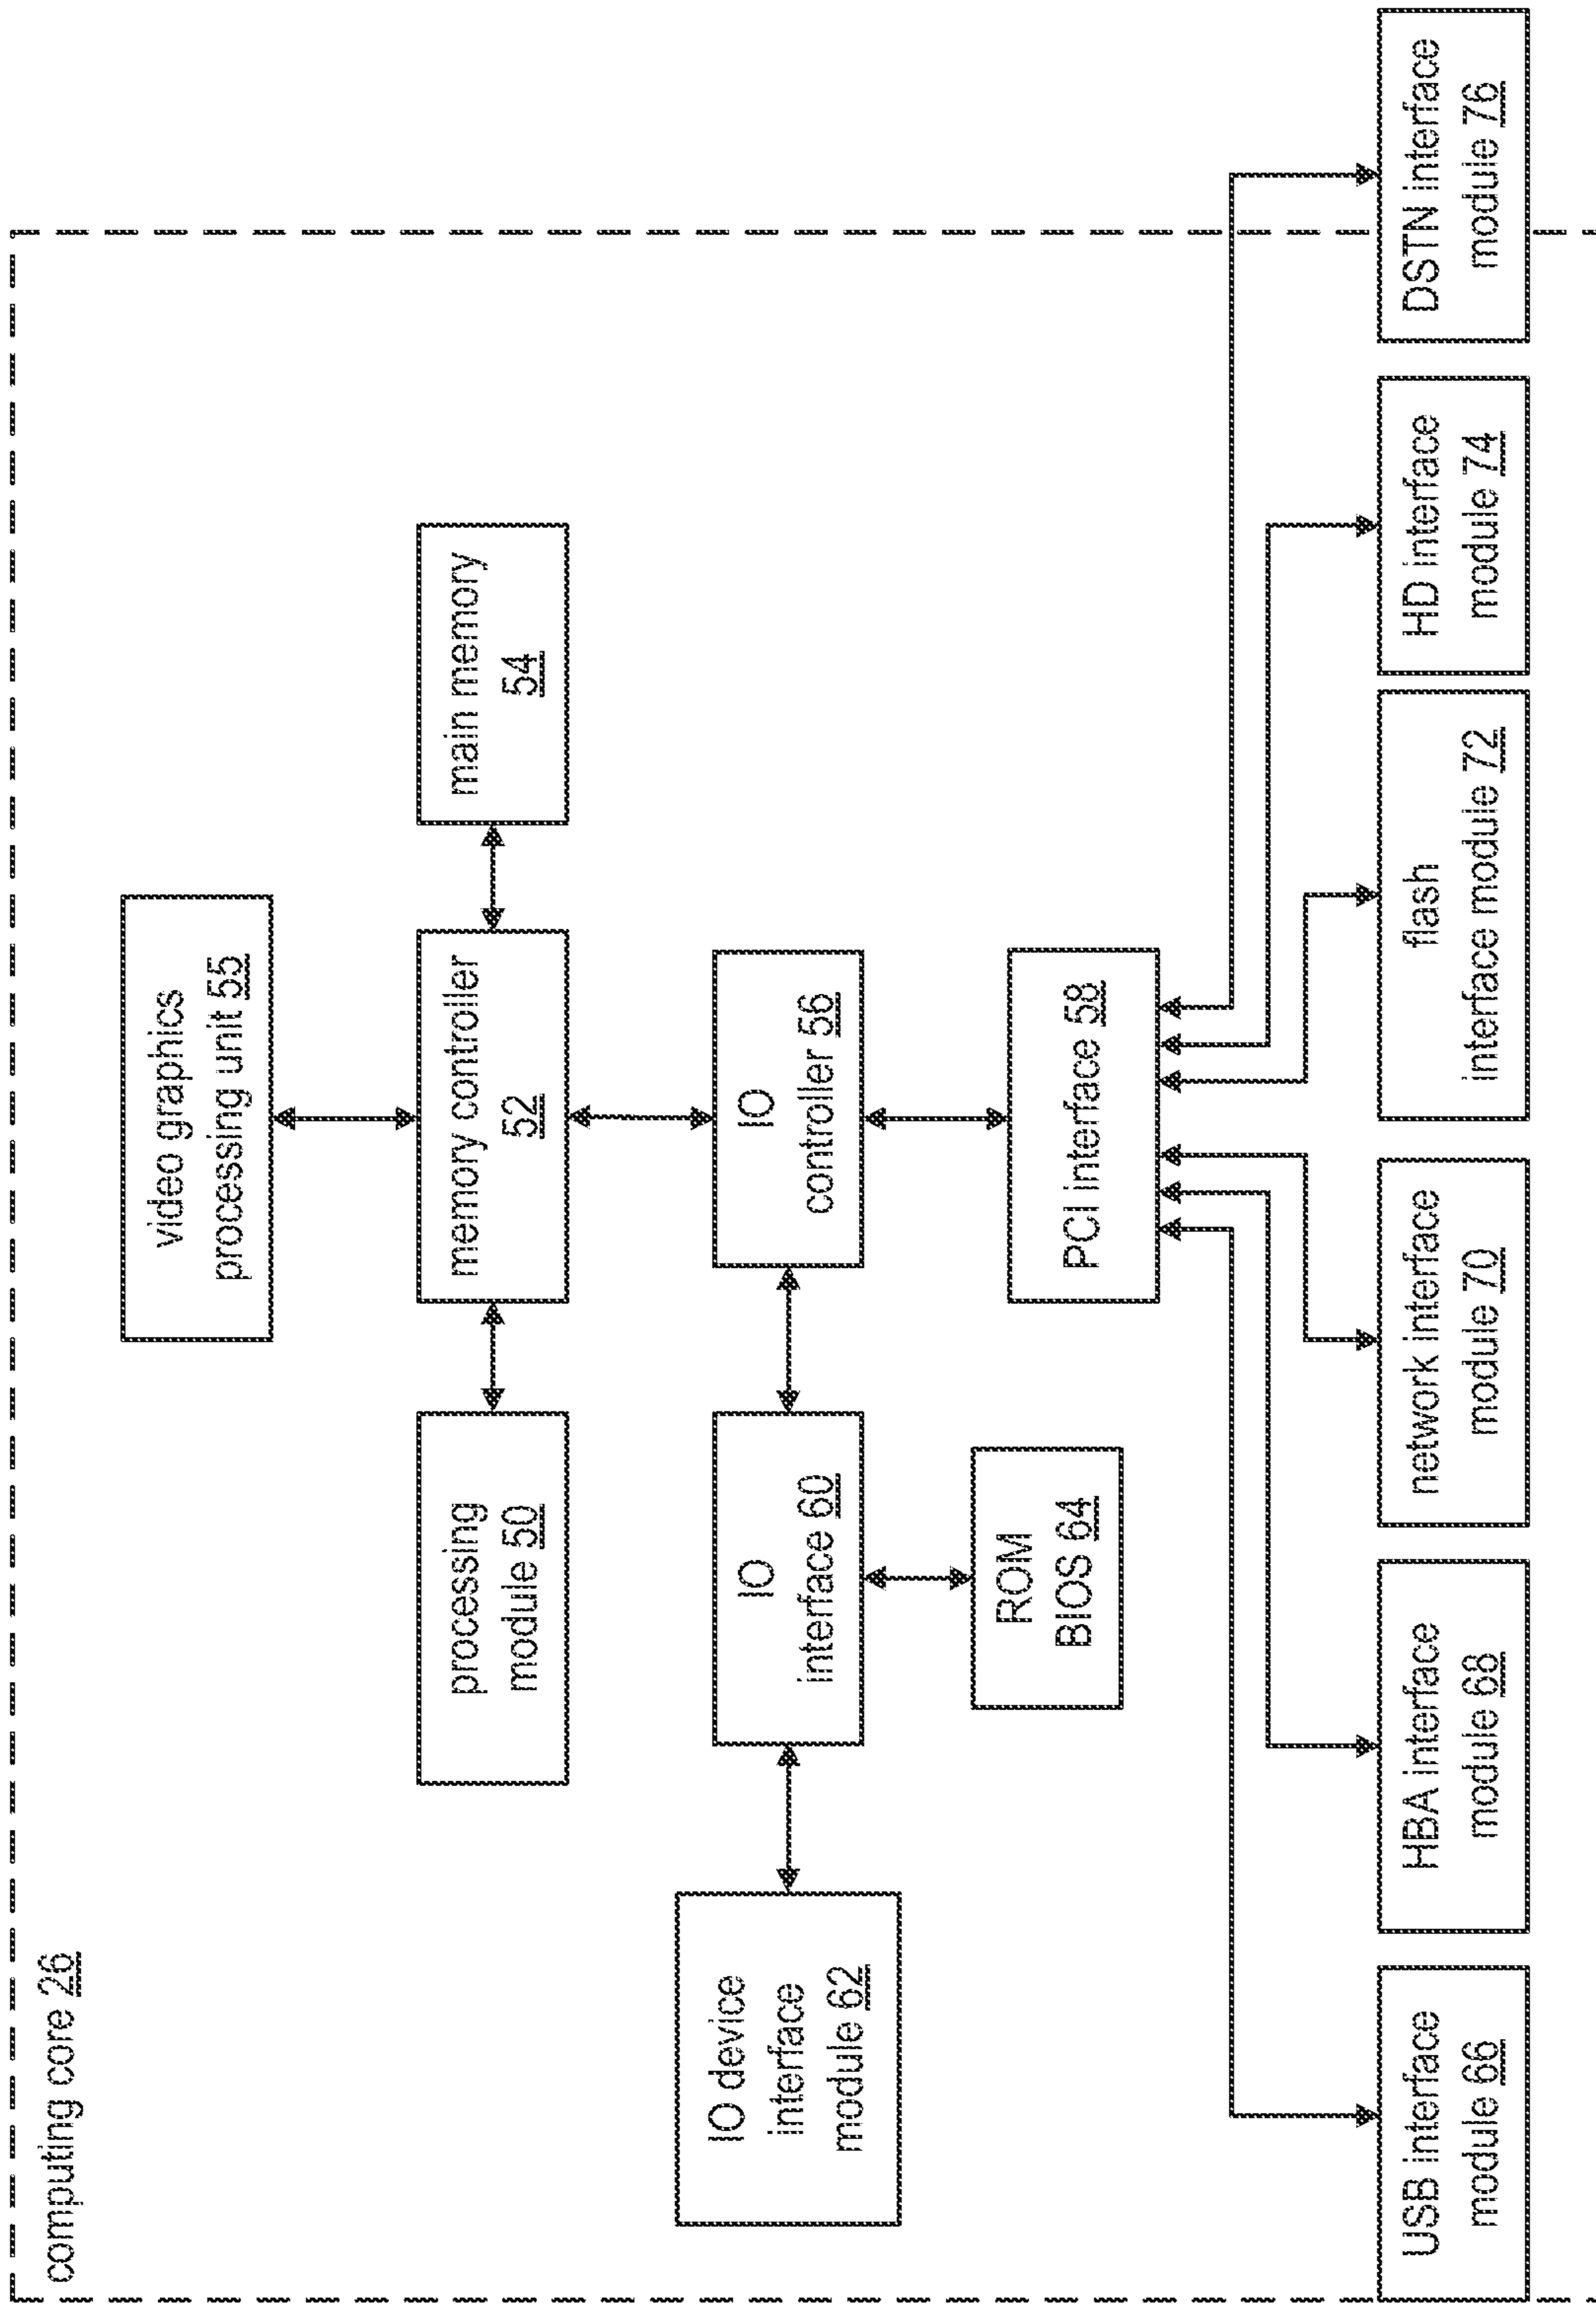 computing core 26
video graphics
processing unit 55
processing
module 50
memory controller
52
main memory
54
IO device
interface
module 62
IO
interface 60
IO
controller 56
ROM
BIOS 64
PCI interface 58
USB interface
module 66
HBA interface
module 68
network interface
module 70
flash
interface module 72
HD interface
module 74
DSTN interface
module 76